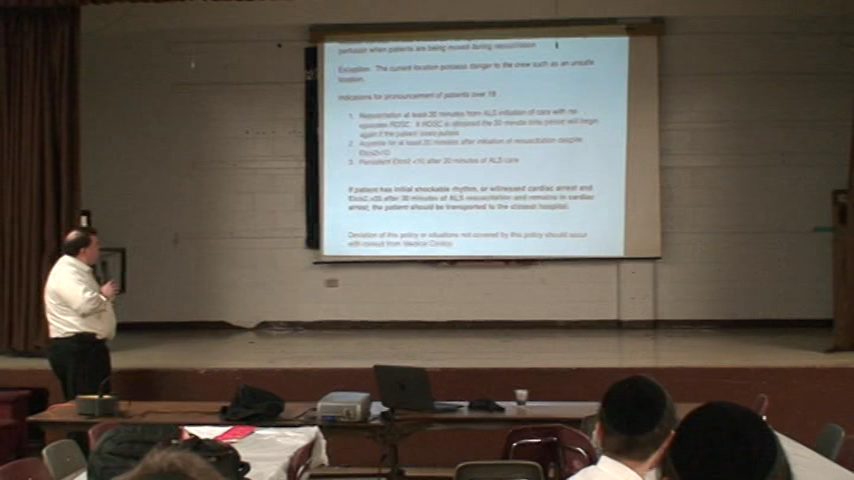 perfusion when patients are being moved during resuscitation
Exception: The current location possess danger to the crew such as an unsafe
location.
Indications for pronouncement of patients over 18
1. Resuscitation at least 30 minutes from ALS initiation of care with no
episodes ROSC. If ROSC is obtained the 30 minute time period will begin
again if the patient loses pulses
2. Asystole for at least 20 minutes after initiation of resuscitation despite
3. Persistent Etco2 <10 after 20 minutes of ALS care
If patient has initial shockable rhythm, or witnessed cardiac arrest and
after 30 minutes of ALS resuscitation and remains in cardiac
arrest, the patient should be transported to the closest hospital.
Deviation of this policy or situations not covered by this policy should occur
with consult from Medical Control